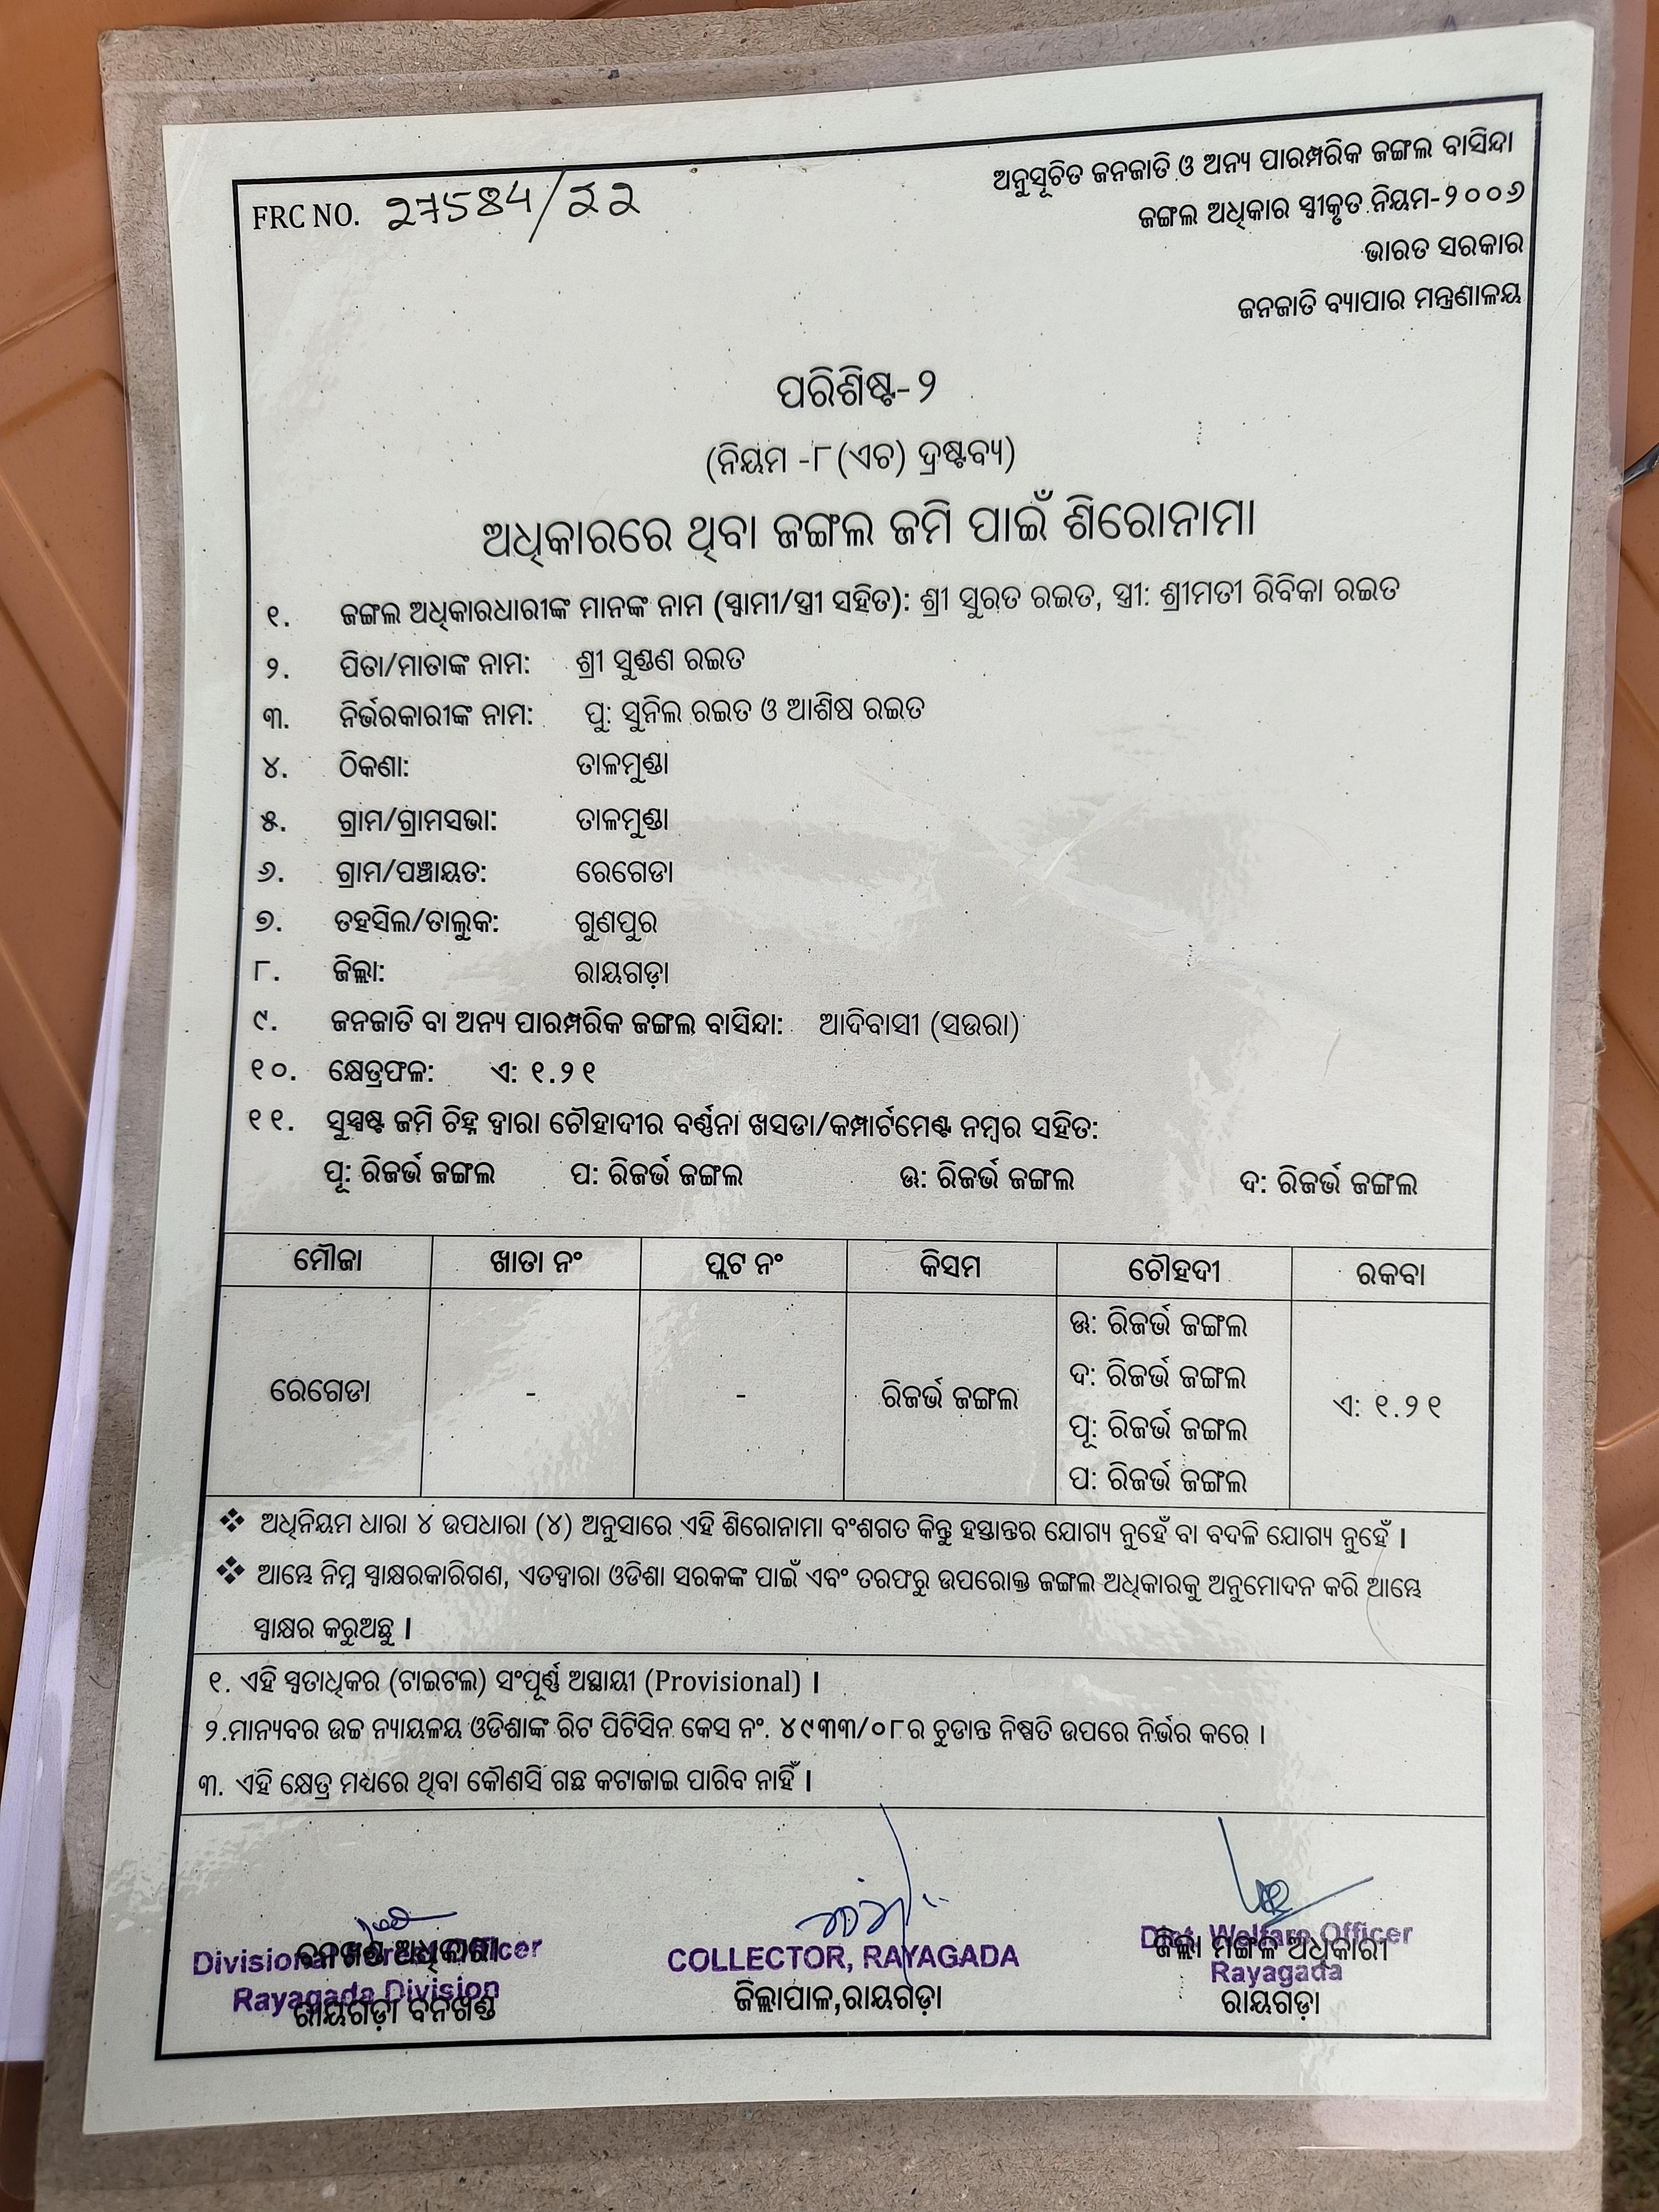 FRC NO. 27584/22
ଅନୁସୂଚିତ ଜନଜାତି ଓ ଅନ୍ୟ ପାରମ୍ପରିକ ଜଙ୍ଗଲ ବାସିନ୍ଦା
ଜଙ୍ଗଲ ଅଧିକାର ସ୍ଵୀକୃତ ନିୟମ-୨୦୦୬
ଭାରତ ସରକାର
ଜନଜାତି ବ୍ୟାପାର ମନ୍ତ୍ରଣାଳୟ
ପରିଶିଷ୍ଟ-୨
(ନିୟମ -୮(ଏଚ) ଦ୍ରଷ୍ଟବ୍ୟ)
ଅଧିକାରରେ ଥିବା ଜଙ୍ଗଲ ଜମି ପାଇଁ ଶିରୋନାମା
୧. ଜଙ୍ଗଲ ଅଧିକାରଧାରୀଙ୍କ ମାନଙ୍କ ନାମ (ସ୍ଵାମୀ/ସ୍ତ୍ରୀ ସହିତ): ଶ୍ରୀ ସୁରତ ରଇତ, ସ୍ତ୍ରୀ: ଶ୍ରୀମତୀ ରିବିକା ରଇତ
୨. ପିତା/ମାତାଙ୍କ ନାମ: ଶ୍ରୀ ସୁଣ୍ଡଣ ରଇତ
୩. ନିର୍ଭରକାରୀଙ୍କ ନାମ: ପୁ: ସୁନିଲ ରଇତ ଓ ଆଶିଷ ରଇତ
୪. ଠିକଣା: ତାଳମୁଣ୍ଡା
୫. ଗ୍ରାମ/ଗ୍ରାମସଭା: ତାଳମୁଣ୍ଡା
୬. ଗ୍ରାମ/ପଞ୍ଚାୟତ: ରେଗେଡା
୭. ତହସିଲ/ତାଲୁକ: ଗୁଣପୁର
୮. ଜିଲ୍ଲା: ରାୟଗଡ଼ା
୯. ଜନଜାତି ବା ଅନ୍ୟ ପାରମ୍ପରିକ ଜଙ୍ଗଲ ବାସିନ୍ଦା: ଆଦିବାସୀ (ସଉରା)
୧୦. କ୍ଷେତ୍ରଫଳ: ଏ: ୧.୨୧
୧୧. ସୁସ୍ପଷ୍ଟ ଜମି ଚିହ୍ନ ଦ୍ଵାରା ଚୌହାଦୀର ବର୍ଣ୍ଣନା ଖସଡା/କମ୍ପାର୍ଟମେଣ୍ଟ ନମ୍ବର ସହିତ:
ପୂ: ରିଜର୍ଭ ଜଙ୍ଗଲ ପ: ରିଜର୍ଭ ଜଙ୍ଗଲ ଉ: ରିଜର୍ଭ ଜଙ୍ଗଲ ଦ: ରିଜର୍ଭ ଜଙ୍ଗଲ
ମୌଜା ଖାତା ନଂ ପ୍ଲଟ ନଂ କିସମ ଚୌହଦୀ ରକବା
ରେଗେଡା - - ରିଜର୍ଭ ଜଙ୍ଗଲ ଉ: ରିଜର୍ଭ ଜଙ୍ଗଲ ଏ: ୧.୨୧
ଦ: ରିଜର୍ଭ ଜଙ୍ଗଲ
ପୂ: ରିଜର୍ଭ ଜଙ୍ଗଲ
ପ: ରିଜର୍ଭ ଜଙ୍ଗଲ
❖ ଅଧିନିୟମ ଧାରା ୪ ଉପଧାରା (୪) ଅନୁସାରେ ଏହି ଶିରୋନାମା ବଂଶଗତ କିନ୍ତୁ ହସ୍ତାନ୍ତର ଯୋଗ୍ୟ ନୁହେଁ ବା ବଦଳି ଯୋଗ୍ୟ ନୁହେଁ ।
❖ ଆମ୍ଭେ ନିମ୍ନ ସ୍ଵାକ୍ଷରକାରିଗଣ, ଏତଦ୍ଵାରା ଓଡିଶା ସରକଙ୍କ ପାଇଁ ଏବଂ ତରଫରୁ ଉପରୋକ୍ତ ଜଙ୍ଗଲ ଅଧିକାରକୁ ଅନୁମୋଦନ କରି ଆମ୍ଭେ
ସ୍ଵାକ୍ଷର କରୁଅଛୁ ।
୧. ଏହି ସ୍ଵତାଧିକର (ଟାଇଟଲ) ସଂପୂର୍ଣ୍ଣ ଅସ୍ଥାୟୀ (Provisional) ।
୨.ମାନ୍ୟବର ଉଚ୍ଚ ନ୍ୟାୟଳୟ ଓଡିଶାଙ୍କ ରିଟ ପିଟିସିନ କେସ ନଂ. ୪୯୩୩/୦୮ର ଚୁଡାନ୍ତ ନିଷ୍ପତି ଉପରେ ନିର୍ଭର କରେ ।
୩. ଏହି କ୍ଷେତ୍ର ମଧ୍ୟରେ ଥିବା କୌଣସି ଗଛ କଟାଜାଇ ପାରିବ ନାହିଁ ।
ବନଖଣ୍ଡ ଅଧିକାରୀ
Divisional Forest Officer
Rayagada Division
ରାୟଗଡ଼ା ବନଖଣ୍ଡ
COLLECTOR, RAYAGADA
ଜିଲ୍ଲାପାଳ,ରାୟଗଡ଼ା
Dist. Welfare Officer
ଜିଲ୍ଲା ମଙ୍ଗଳ ଅଧିକାରୀ
Rayagada
ରାୟଗଡ଼ା